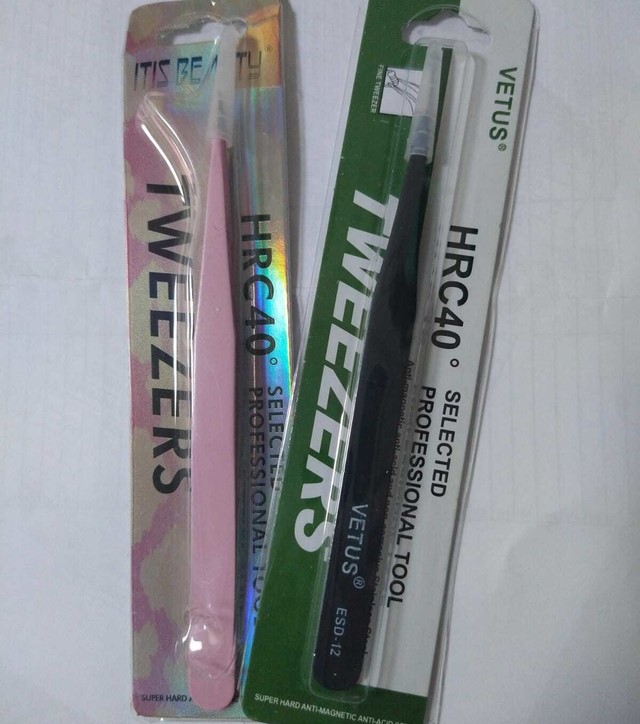 ITIS BEAUTY
TWEEZERS
HRC40°
SELECTED
PROFESSIONAL TOOL
SUPER HARD
FINE TWEEZER
VETUS®
TWEEZERS
HRC40°
SELECTED
PROFESSIONAL TOOL
VETUS® ESD-12
SUPER HARD ANTI-MAGNETIC ANTI-ACID